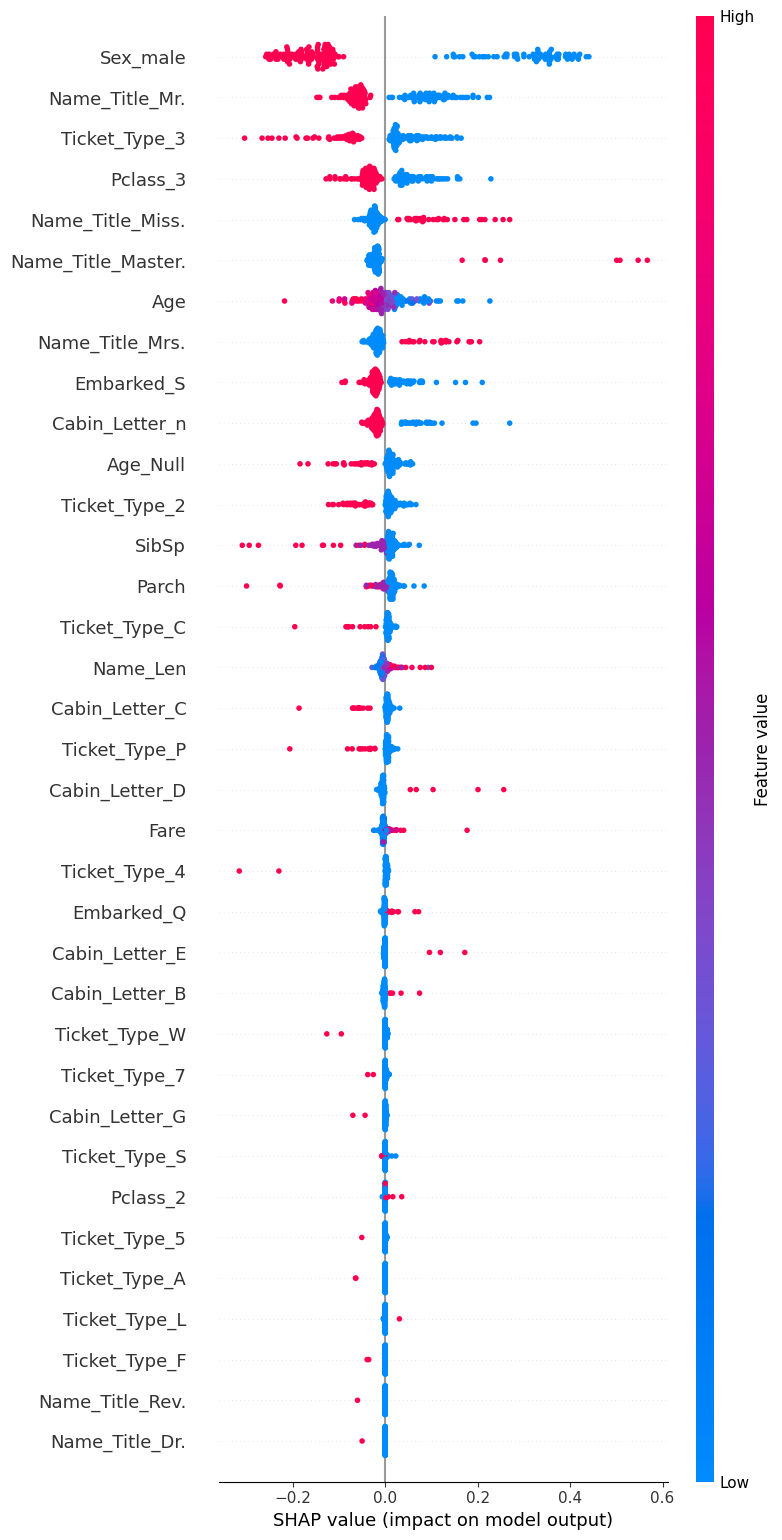 High
Sex_male
Name_Title_Mr.
Ticket_Type_3
Pclass_3
Name_Title_Miss.
Name_Title_Master.
Age
Name_Title_Mrs.
Embarked_S
Cabin_Letter_n
Age_Null
Ticket_Type_2
SibSp
Parch
Ticket_Type_C
Name_Len
Cabin_Letter_C
Ticket_Type_P
Cabin_Letter_D
Fare
Ticket_Type_4
Embarked_Q
Cabin_Letter_E
Cabin_Letter_B
Ticket_Type_W
Ticket_Type_7
Cabin_Letter_G
Ticket_Type_S
Pclass_2
Ticket_Type_5
Ticket_Type_A
Ticket_Type_L
Ticket_Type_F
Name_Title_Rev.
Name_Title_Dr.
Feature value
Low
−0.2 0.0 0.2 0.4 0.6
SHAP value (impact on model output)